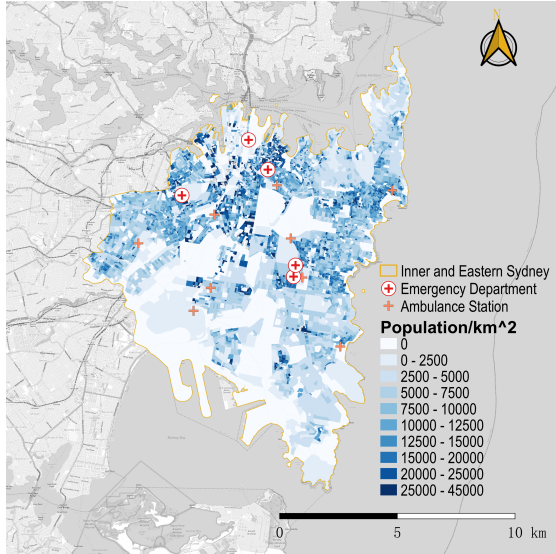 N
Inner and Eastern Sydney
Emergency Department
Ambulance Station
Population/km^2
0
0 - 2500
2500 - 5000
5000 - 7500
7500 - 10000
10000 - 12500
12500 - 15000
15000 - 20000
20000 - 25000
25000 - 45000
0 5 10 km